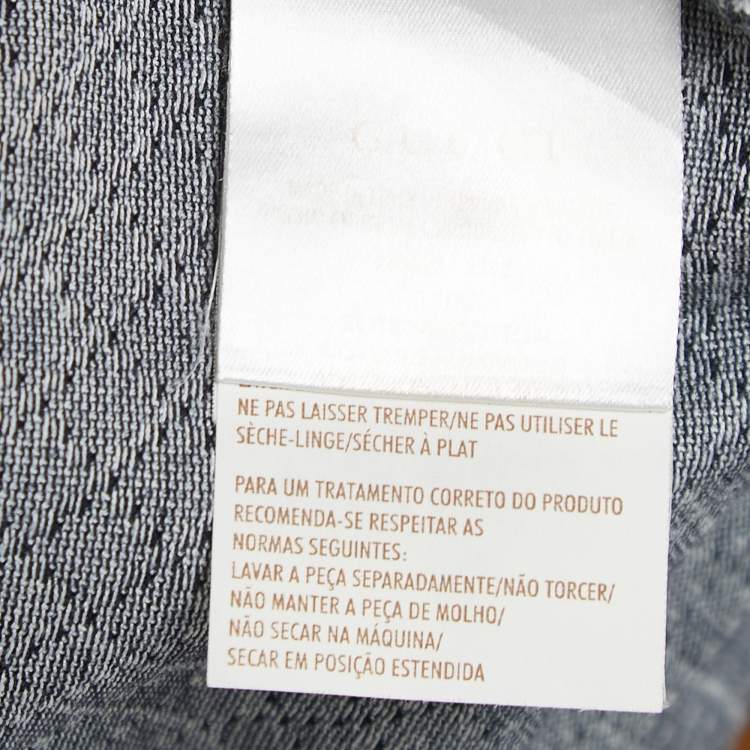 GUCCI
NE PAS LAISSER TREMPER/NE PAS UTILISER LE
SÈCHE-LINGE/SÉCHER À PLAT
PARA UM TRATAMENTO CORRETO DO PRODUTO
RECOMENDA-SE RESPEITAR AS
NORMAS SEGUINTES:
LAVAR A PEÇA SEPARADAMENTE/NÃO TORCER/
NÃO MANTER A PEÇA DE MOLHO/
NÃO SECAR NA MÁQUINA/
SECAR EM POSIÇÃO ESTENDIDA